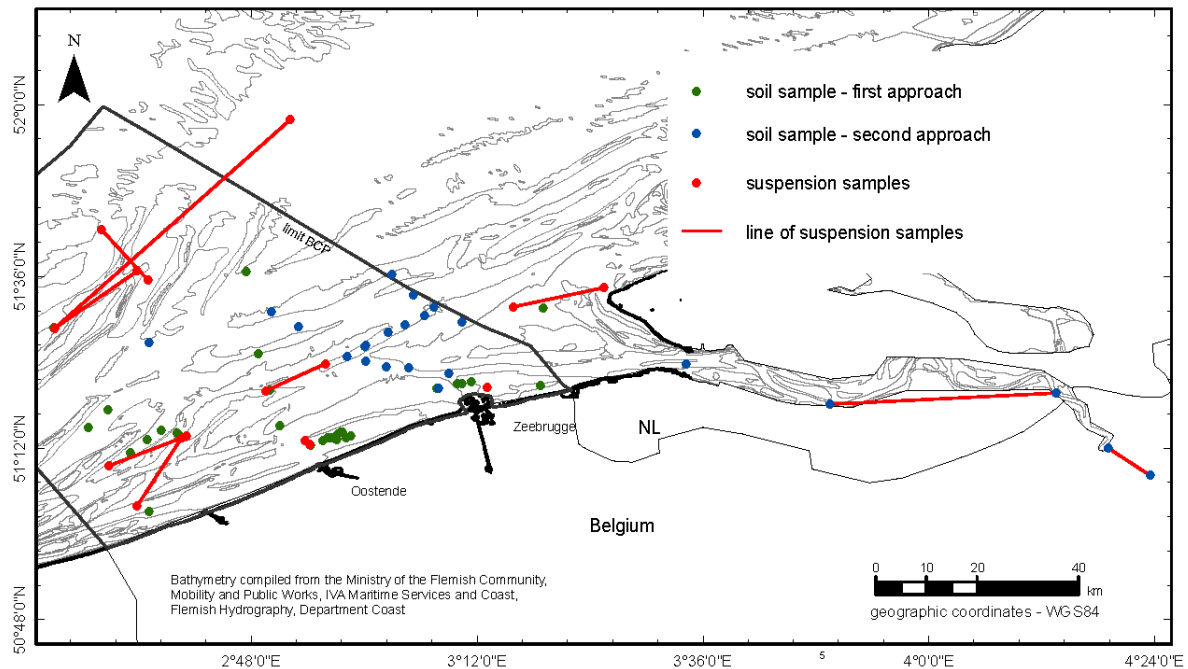 N
soil sample - first approach
soil sample - second approach
suspension samples
line of suspension samples
limit BCP
Zeebrugge
NL
Oostende
Belgium
Bathymetry compiled from the Ministry of the Flemish Community,
Mobility and Public Works, IVA Maritime Services and Coast,
Flemish Hydrography, Department Coast
0 10 20 40
km
geographic coordinates - WGS84
52°0'0"N
51°36'0"N
51°12'0"N
50°48'0"N
2°48'0"E 3°12'0"E 3°36'0"E s 4°0'0"E 4°24'0"E